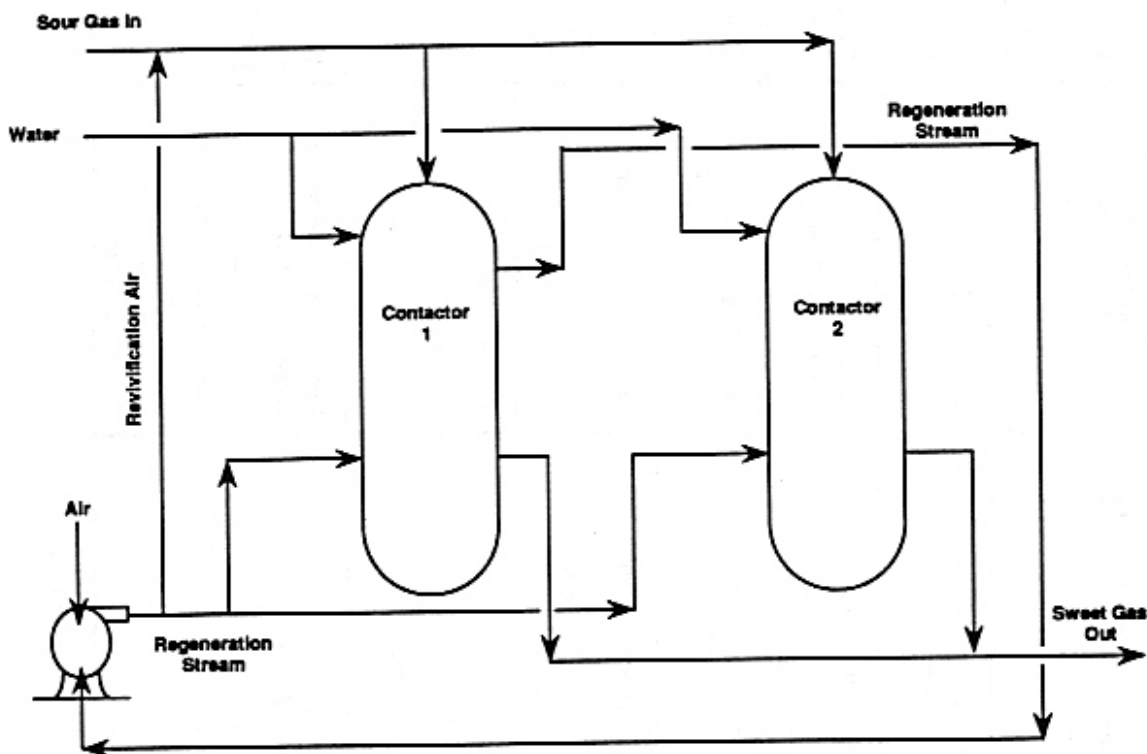 Sour Gas In
Water
Regeneration
Stream
Revivification Air
Contactor
1
Contactor
2
Air
Regeneration
Stream
Sweet Gas
Out